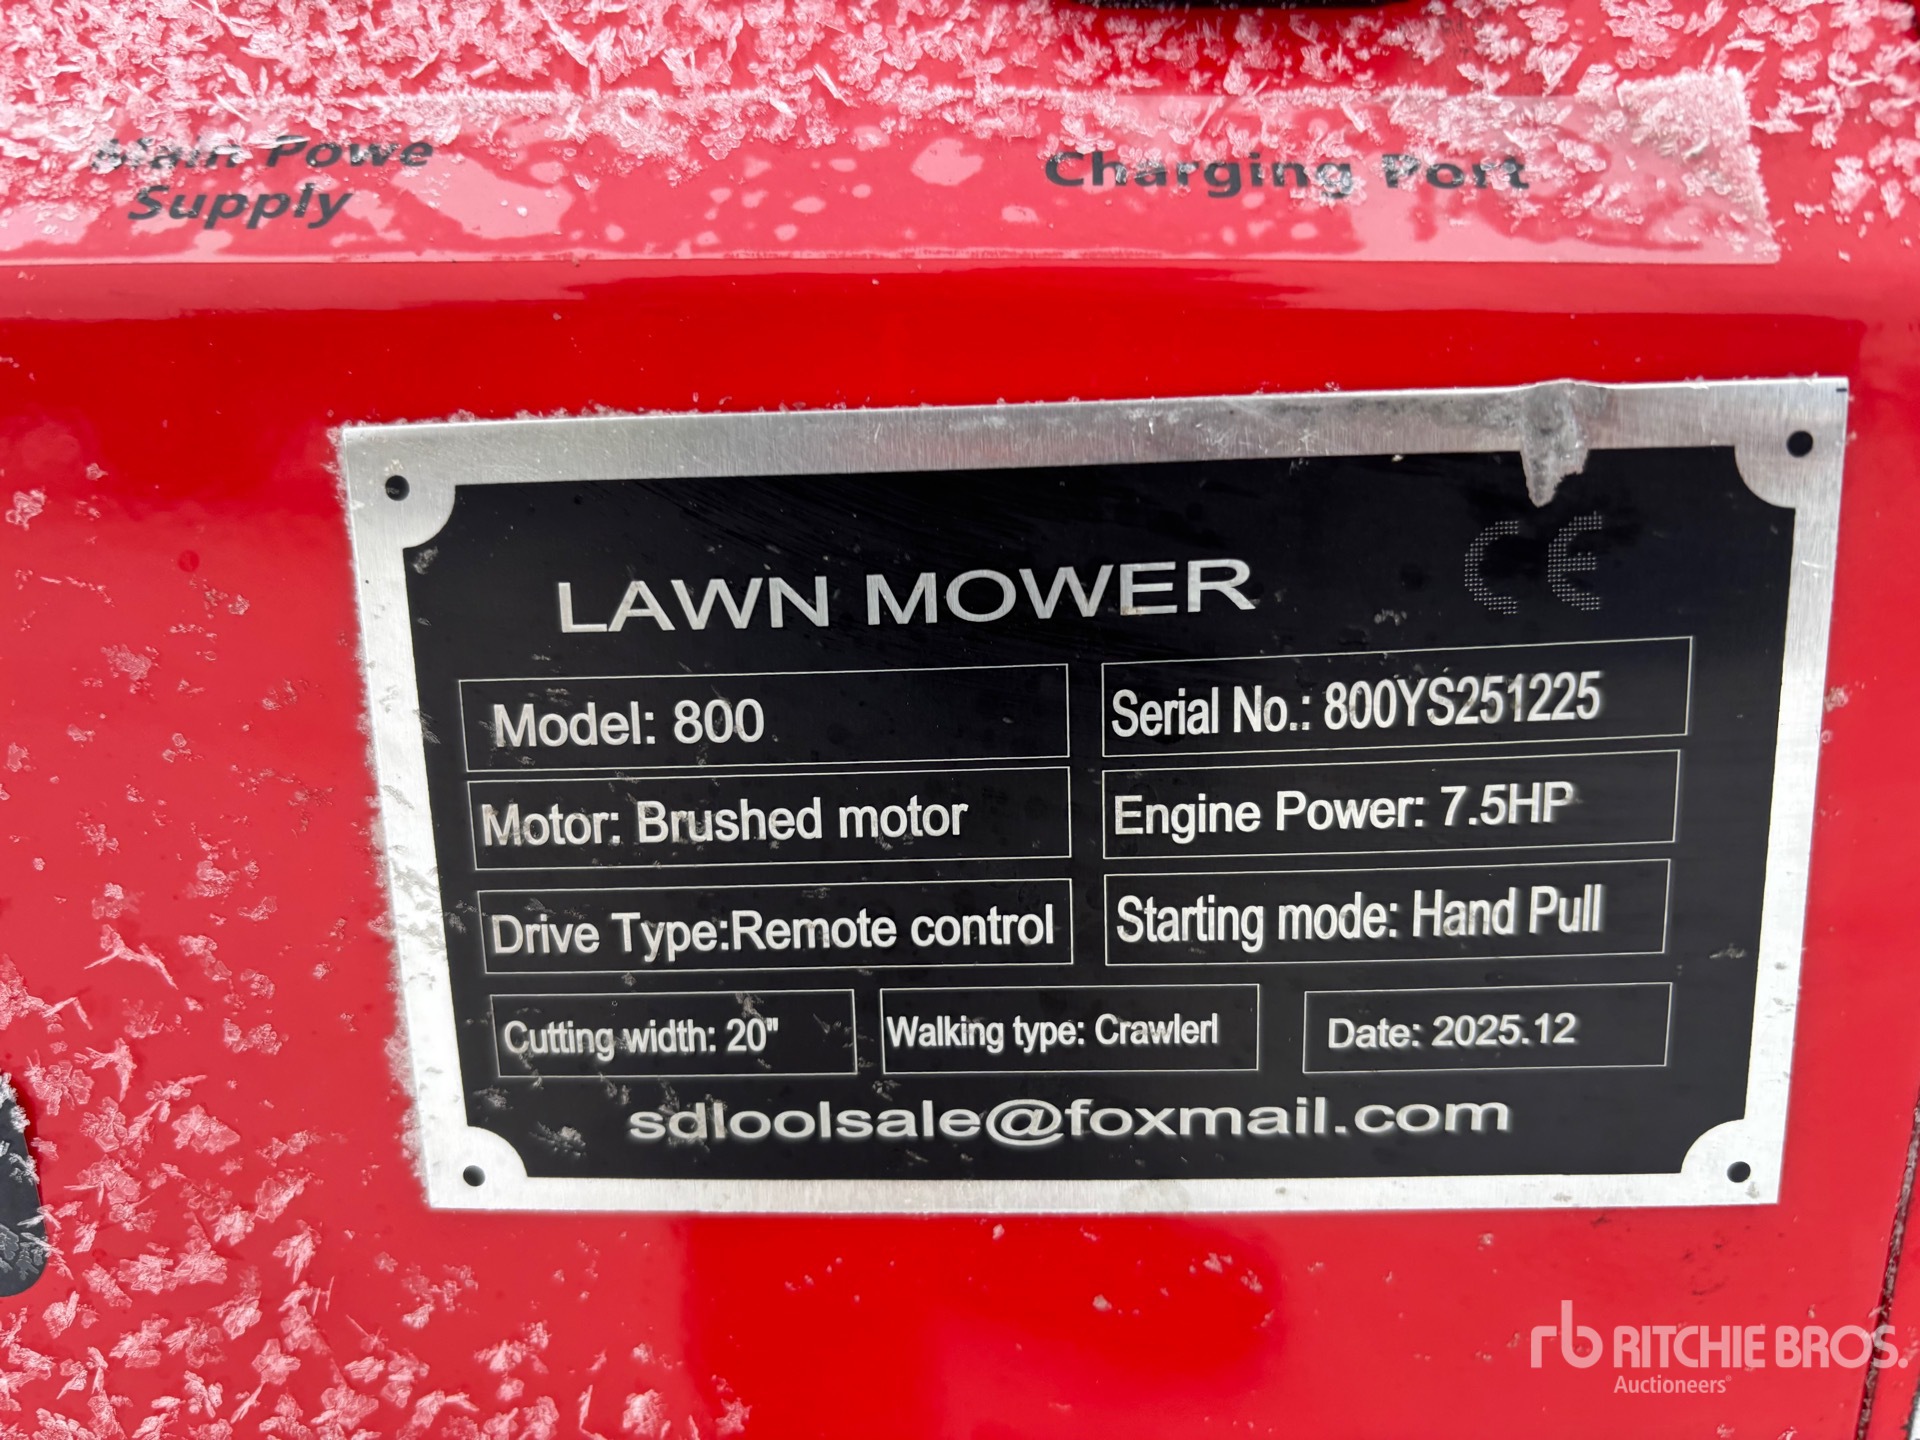 Main Powe
Supply
Charging Port
CE
LAWN MOWER
Model: 800
Serial No.: 800YS251225
Motor: Brushed motor
Engine Power: 7.5HP
Drive Type:Remote control
Starting mode: Hand Pull
Cutting width: 20"
Walking type: Crawlerl
Date: 2025.12
sdloolsale@foxmail.com
rb RITCHIE BROS.
Auctioneers